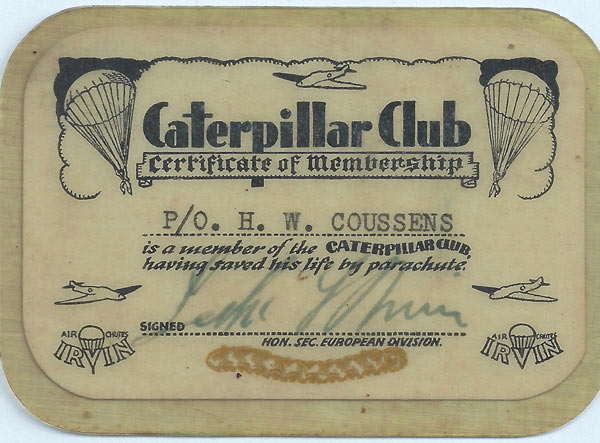 Caterpillar Club
Certificate of Membership
P/O. H. W. COUSSENS
is a member of the CATERPILLAR CLUB,
having saved his life by parachute.
SIGNED
HON. SEC. EUROPEAN DIVISION.
AIR CHUTES
IRVIN
AIR CHUTES
IRVIN